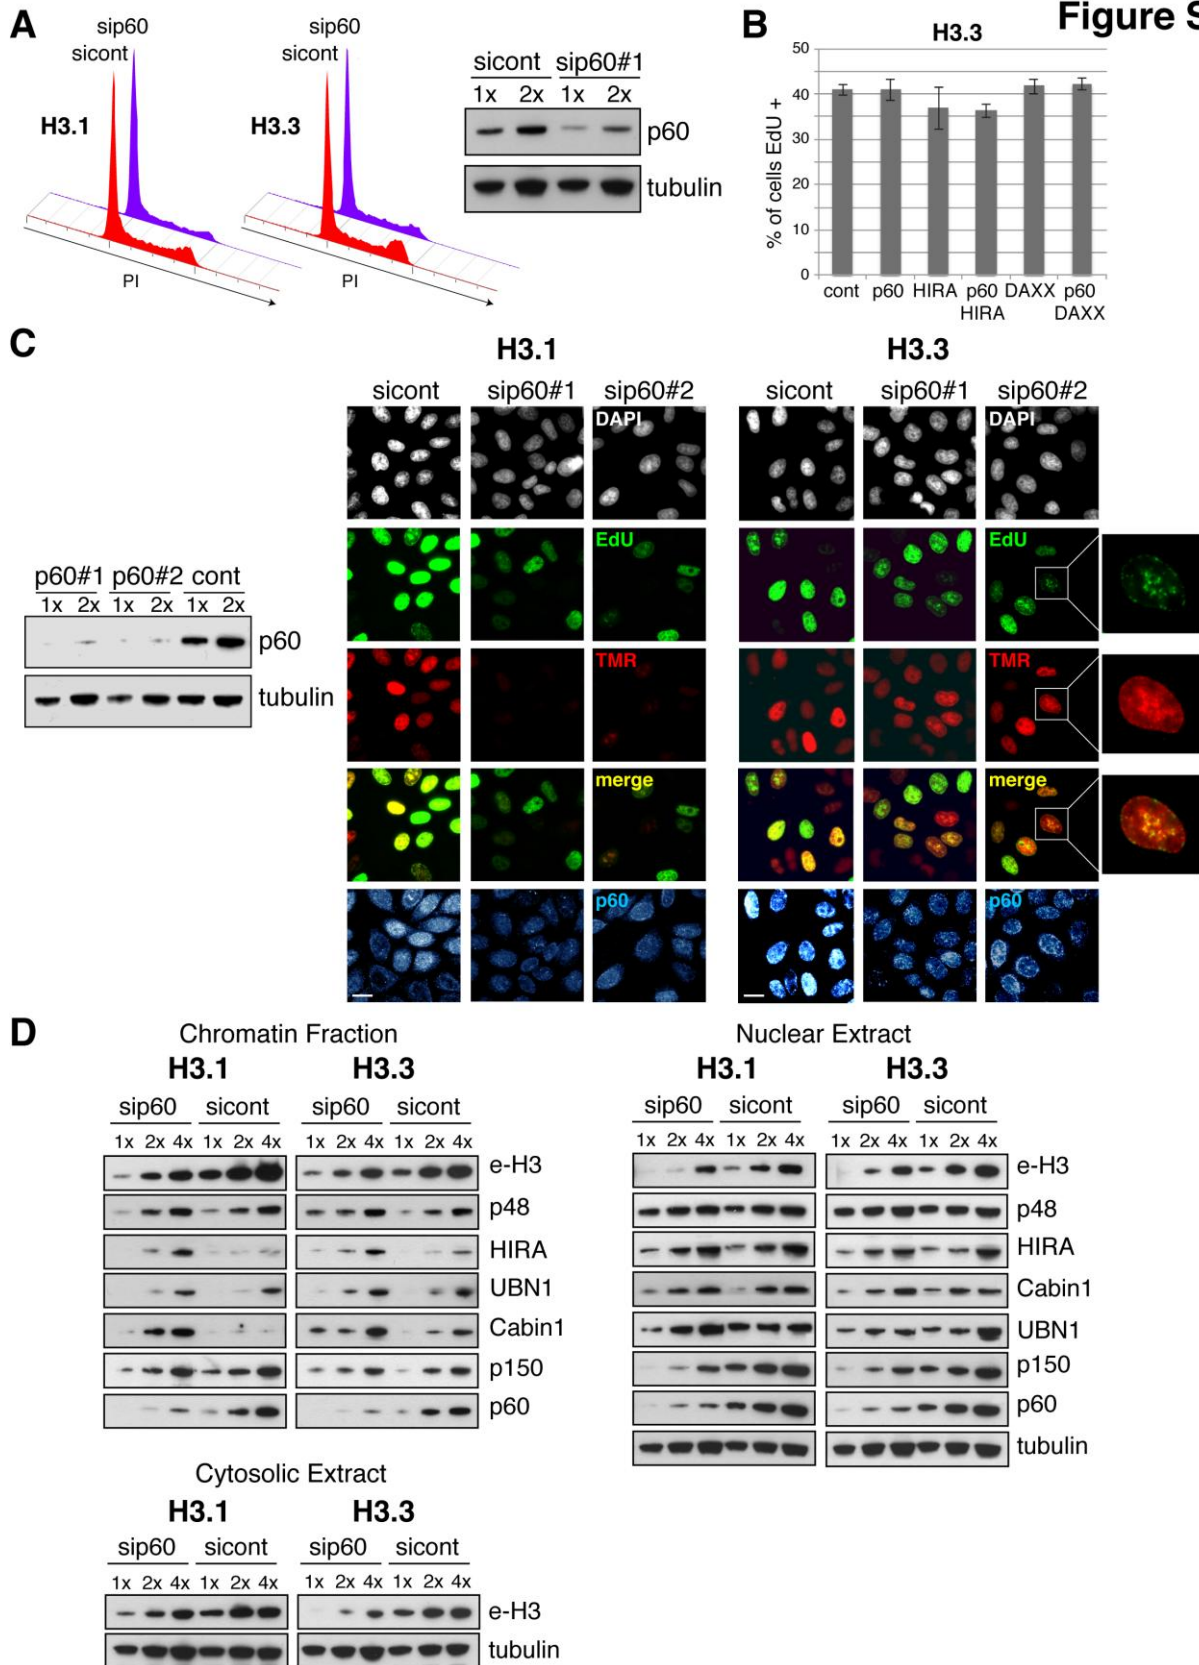 A
sip60
sicont
H3.1
PI
sip60
sicont
H3.3
PI
sicont sip60#1
1x 2x 1x 2x
p60
tubulin
Figure S
B
H3.3
% of cells EdU +
50
40
30
20
10
0
cont p60 HIRA p60 HIRA DAXX p60 DAXX
C
p60#1 p60#2 cont
1x 2x 1x 2x 1x 2x
p60
tubulin
H3.1 H3.3
sicont sip60#1 sip60#2 sicont sip60#1 sip60#2
DAPI DAPI
EdU EdU
TMR TMR
merge merge
p60 p60
D
Chromatin Fraction
H3.1 H3.3
sip60 sicont sip60 sicont
1x 2x 4x 1x 2x 4x 1x 2x 4x 1x 2x 4x
e-H3
p48
HIRA
UBN1
Cabin1
p150
p60
Nuclear Extract
H3.1 H3.3
sip60 sicont sip60 sicont
1x 2x 4x 1x 2x 4x 1x 2x 4x 1x 2x 4x
e-H3
p48
HIRA
Cabin1
UBN1
p150
p60
tubulin
Cytosolic Extract
H3.1 H3.3
sip60 sicont sip60 sicont
1x 2x 4x 1x 2x 4x 1x 2x 4x 1x 2x 4x
e-H3
tubulin